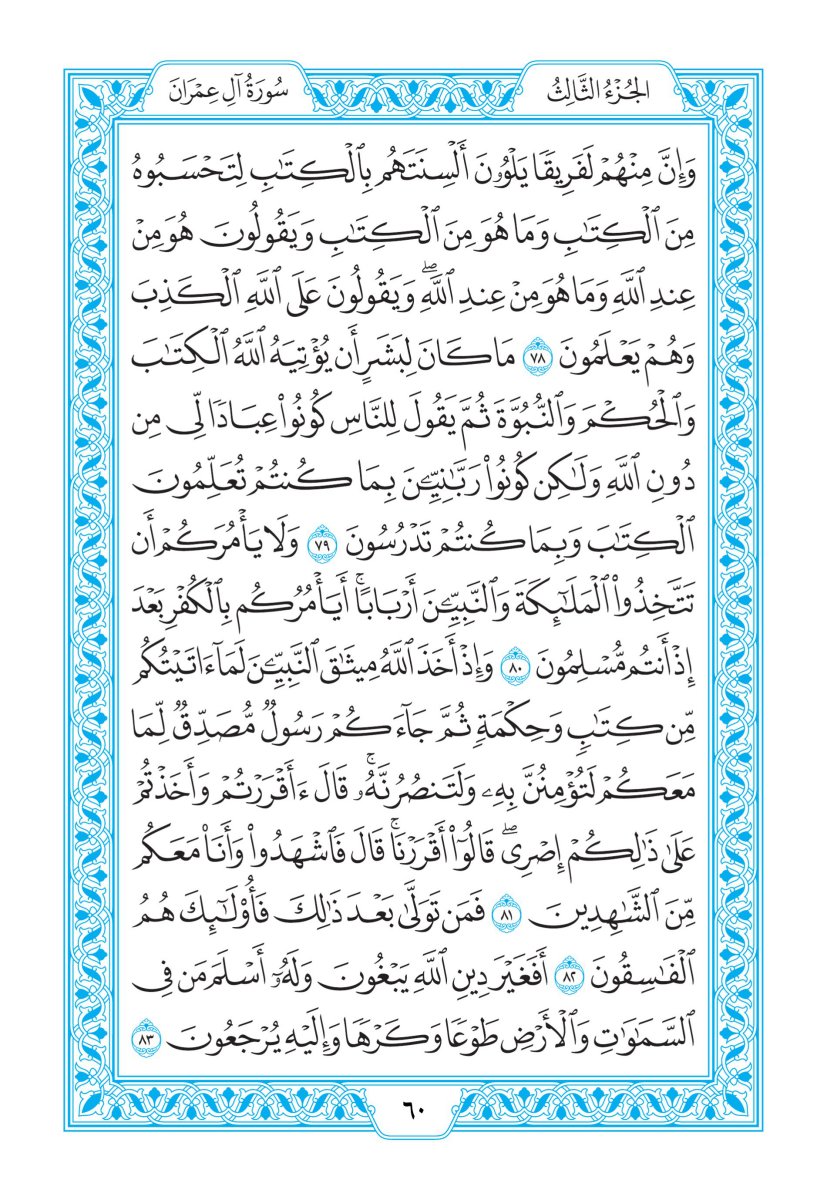 الجُزْءُ الثَّالِثُ
سُورَةُ آلِ عِمْرَانَ
وَإِنَّ مِنْهُمْ لَفَرِيقًا يَلْوُۥنَ أَلْسِنَتَهُم بِٱلْكِتَٰبِ لِتَحْسَبُوهُ
مِنَ ٱلْكِتَٰبِ وَمَا هُوَ مِنَ ٱلْكِتَٰبِ وَيَقُولُونَ هُوَ مِنْ
عِندِ ٱللَّهِ وَمَا هُوَ مِنْ عِندِ ٱللَّهِۖ وَيَقُولُونَ عَلَى ٱللَّهِ ٱلْكَذِبَ
وَهُمْ يَعْلَمُونَ ٧٨ مَا كَانَ لِبَشَرٍ أَن يُؤْتِيَهُ ٱللَّهُ ٱلْكِتَٰبَ
وَٱلْحُكْمَ وَٱلنُّبُوَّةَ ثُمَّ يَقُولَ لِلنَّاسِ كُونُوا۟ عِبَادًا لِّى مِن
دُونِ ٱللَّهِ وَلَٰكِن كُونُوا۟ رَبَّٰنِيِّۦنَ بِمَا كُنتُمْ تُعَلِّمُونَ
ٱلْكِتَٰبَ وَبِمَا كُنتُمْ تَدْرُسُونَ ٧٩ وَلَا يَأْمُرَكُمْ أَن
تَتَّخِذُوا۟ ٱلْمَلَٰٓئِكَةَ وَٱلنَّبِيِّۦنَ أَرْبَابًاۚ أَيَأْمُرُكُم بِٱلْكُفْرِ بَعْدَ
إِذْ أَنتُم مُّسْلِمُونَ ٨٠ وَإِذْ أَخَذَ ٱللَّهُ مِيثَٰقَ ٱلنَّبِيِّۦنَ لَمَآ ءَاتَيْتُكُم
مِّن كِتَٰبٍ وَحِكْمَةٍ ثُمَّ جَآءَكُمْ رَسُولٌ مُّصَدِّقٌ لِّمَا
مَعَكُمْ لَتُؤْمِنُنَّ بِهِۦ وَلَتَنصُرُنَّهُۥۚ قَالَ ءَأَقْرَرْتُمْ وَأَخَذْتُمْ
عَلَىٰ ذَٰلِكُمْ إِصْرِىۖ قَالُوٓا۟ أَقْرَرْنَاۚ قَالَ فَٱشْهَدُوا۟ وَأَنَا۠ مَعَكُم
مِّنَ ٱلشَّٰهِدِينَ ٨١ فَمَن تَوَلَّىٰ بَعْدَ ذَٰلِكَ فَأُو۟لَٰٓئِكَ هُمُ
ٱلْفَٰسِقُونَ ٨٢ أَفَغَيْرَ دِينِ ٱللَّهِ يَبْغُونَ وَلَهُۥٓ أَسْلَمَ مَن فِى
ٱلسَّمَٰوَٰتِ وَٱلْأَرْضِ طَوْعًا وَكَرْهًا وَإِلَيْهِ يُرْجَعُونَ ٨٣
٦٠